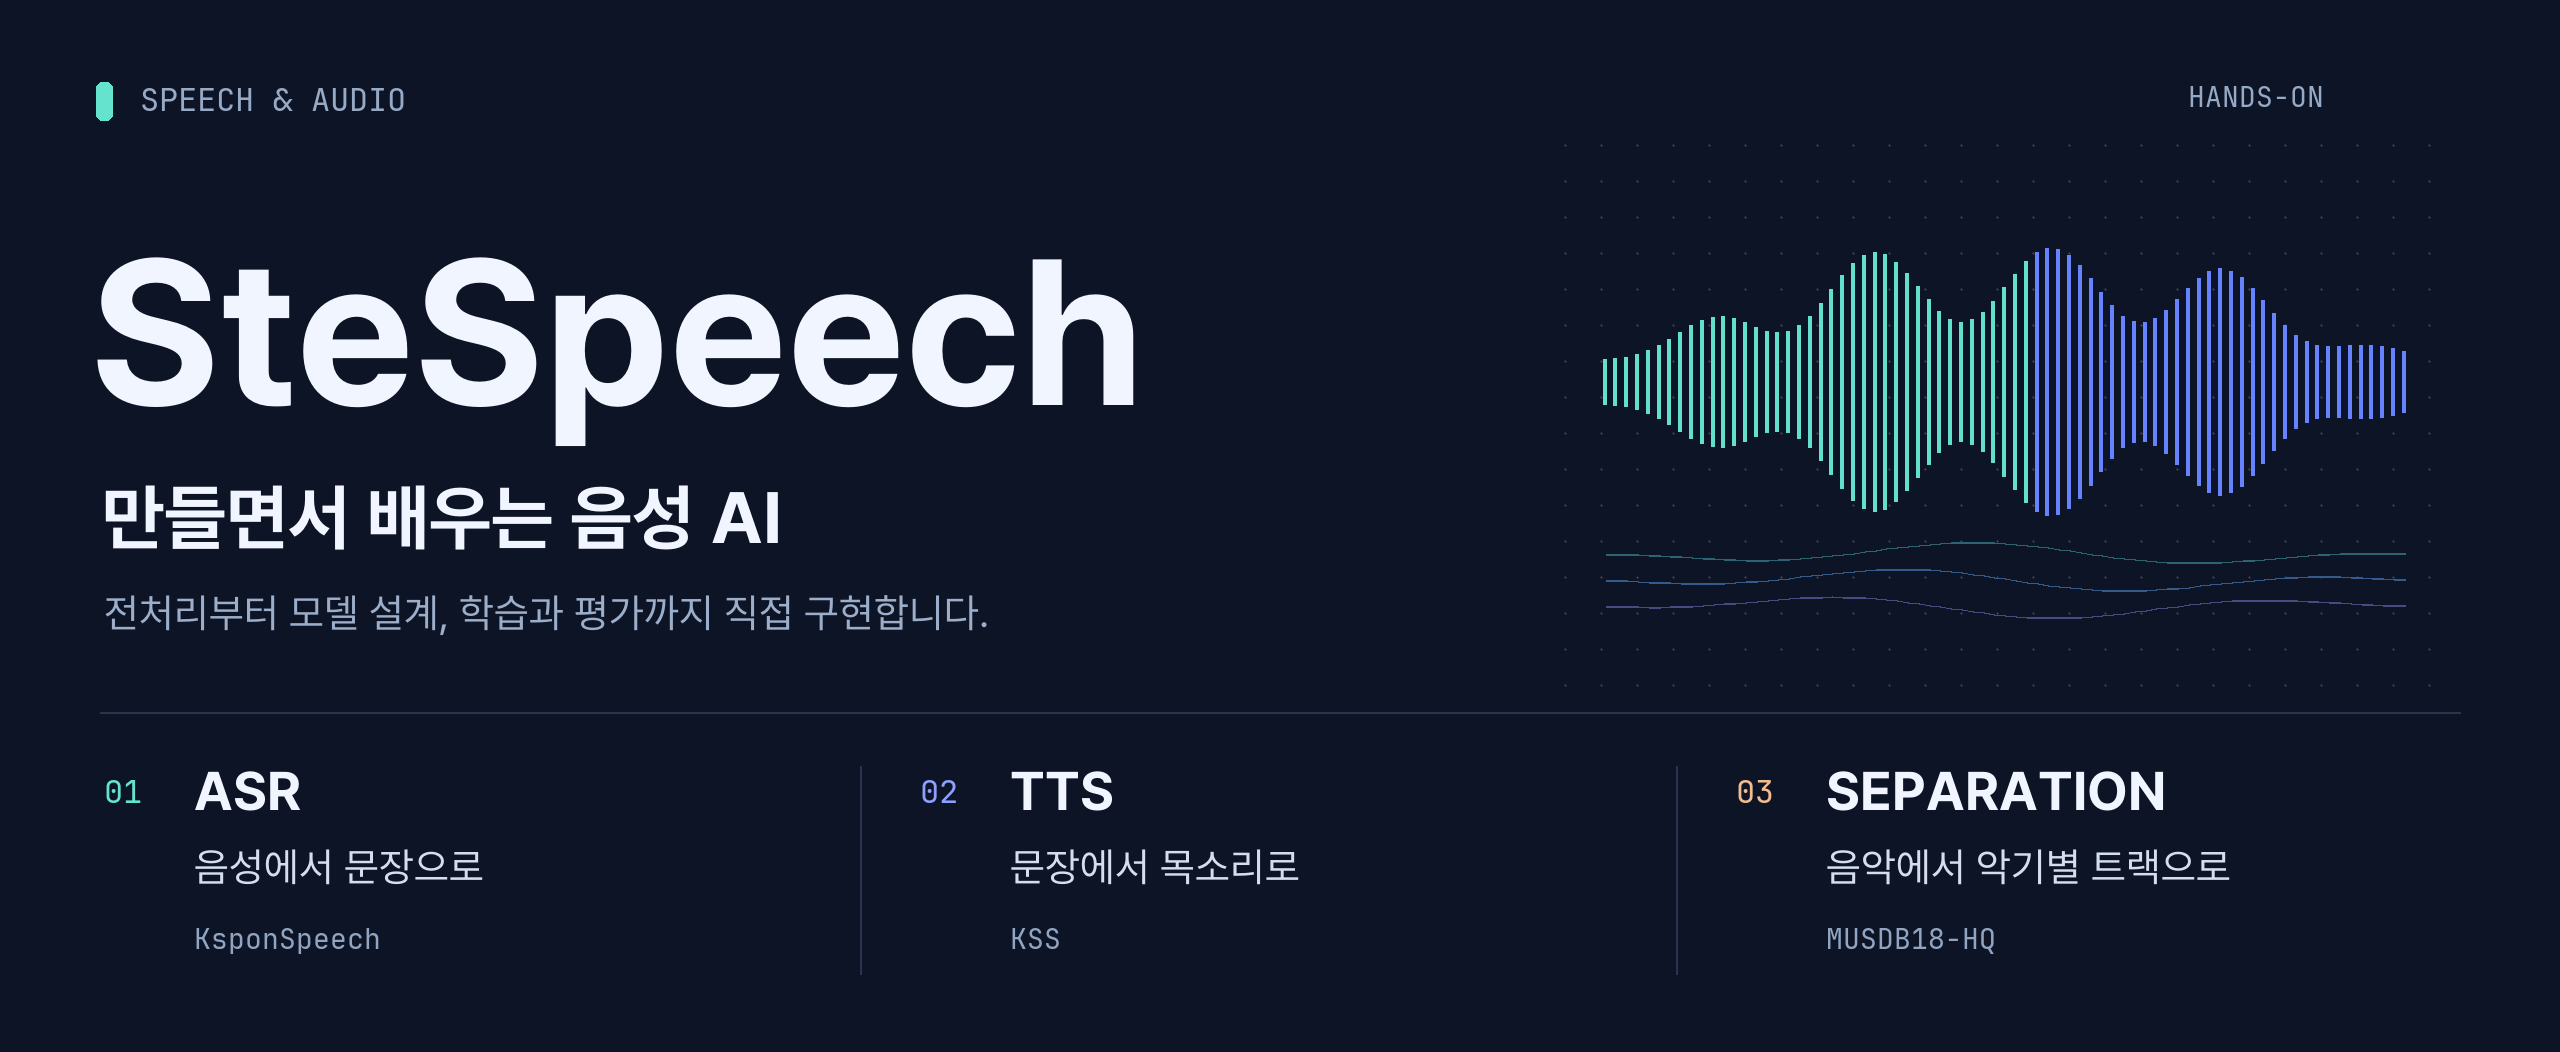 SPEECH & AUDIO
HANDS-ON
SteSpeech
만들면서 배우는 음성 AI
전처리부터 모델 설계, 학습과 평가까지 직접 구현합니다.
01 ASR
음성에서 문장으로
KsponSpeech
02 TTS
문장에서 목소리로
KSS
03 SEPARATION
음악에서 악기별 트랙으로
MUSDB18-HQ